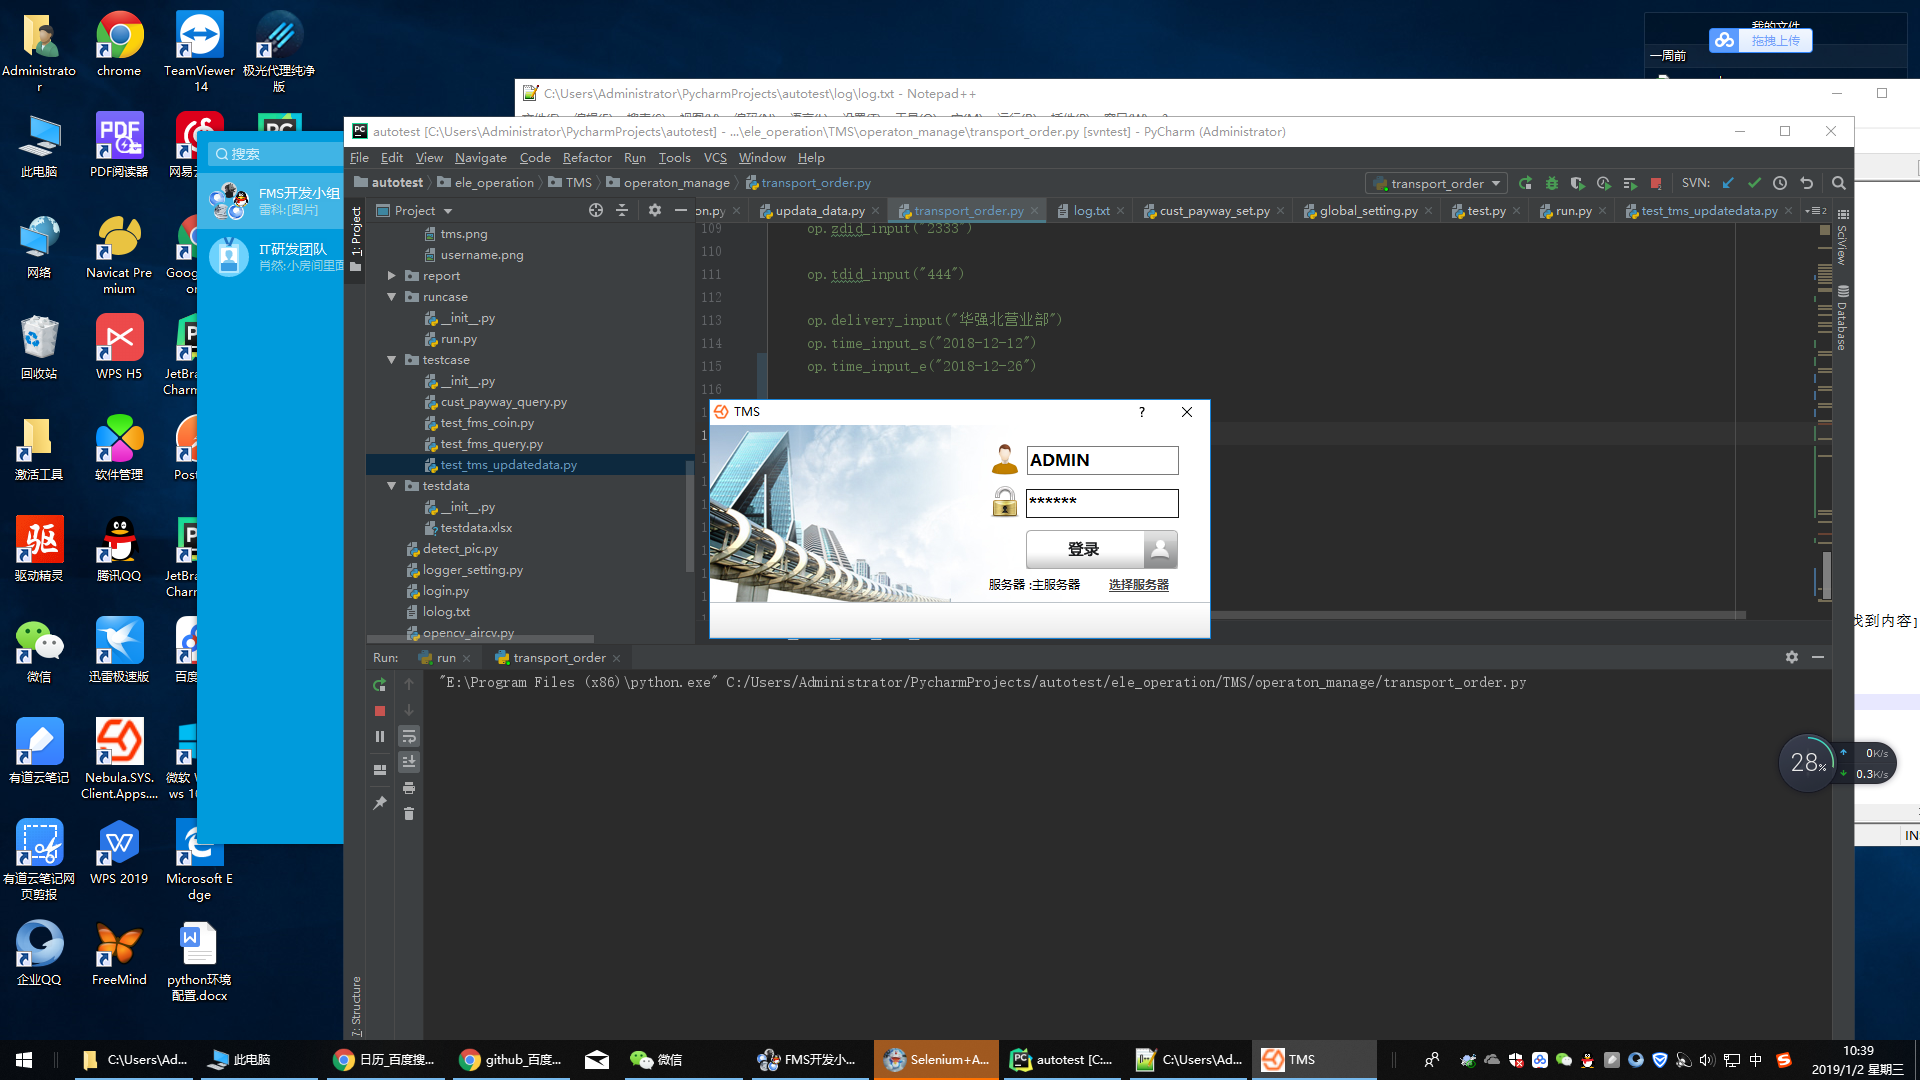 Administrato
r
chrome
TeamViewer
14
极光代理纯净
版
此电脑
PDF阅读器
网易云
网络
Navicat Pre
mium
回收站
WPS H5
JetBra
Charm
激活工具
软件管理
Post
驱动精灵
腾讯QQ
JetBra
Charm
微信
迅雷极速版
百度
有道云笔记
Nebula.SYS.
Client.Apps....
微软 W
ws 10
有道云笔记网
页剪报
WPS 2019
Microsoft E
dge
企业QQ
FreeMind
python环境
配置.docx
搜索
FMS开发小组
雷科:[图片]
IT研发团队
肖然:小房间里面
我的文件
拖拽上传
一周前
C:\Users\Administrator\PycharmProjects\autotest\log\log.txt - Notepad++
autotest [C:\Users\Administrator\PycharmProjects\autotest] - ...\ele_operation\TMS\operaton_manage\transport_order.py [svntest] - PyCharm (Administrator)
File Edit View Navigate Code Refactor Run Tools VCS Window Help
autotest ele_operation TMS operaton_manage transport_order.py
transport_order
SVN:
Project
on.py updata_data.py transport_order.py log.txt cust_payway_set.py global_setting.py test.py run.py test_tms_updatedata.py
1: Project
tms.png
username.png
report
runcase
__init__.py
run.py
testcase
__init__.py
cust_payway_query.py
test_fms_coin.py
test_fms_query.py
test_tms_updatedata.py
testdata
__init__.py
testdata.xlsx
detect_pic.py
logger_setting.py
login.py
lolog.txt
opencv_aircv.py
109 op.zdid_input("2333")
110
111 op.tdid_input("444")
112
113 op.delivery_input("华强北营业部")
114 op.time_input_s("2018-12-12")
115 op.time_input_e("2018-12-26")
116
SciView
Database
TMS
?
ADMIN
******
登录
服务器 :主服务器 选择服务器
Run: run transport_order
"E:\Program Files (x86)\python.exe" C:/Users/Administrator/PycharmProjects/autotest/ele_operation/TMS/operaton_manage/transport_order.py
7: Structure
找到内容]
28%
0K/s
0.3K/s
IN
C:\Users\Ad...
此电脑
日历_百度搜...
github_百度...
微信
FMS开发小...
Selenium+A...
autotest [C:...
C:\Users\Ad...
TMS
中
10:39
2019/1/2 星期三